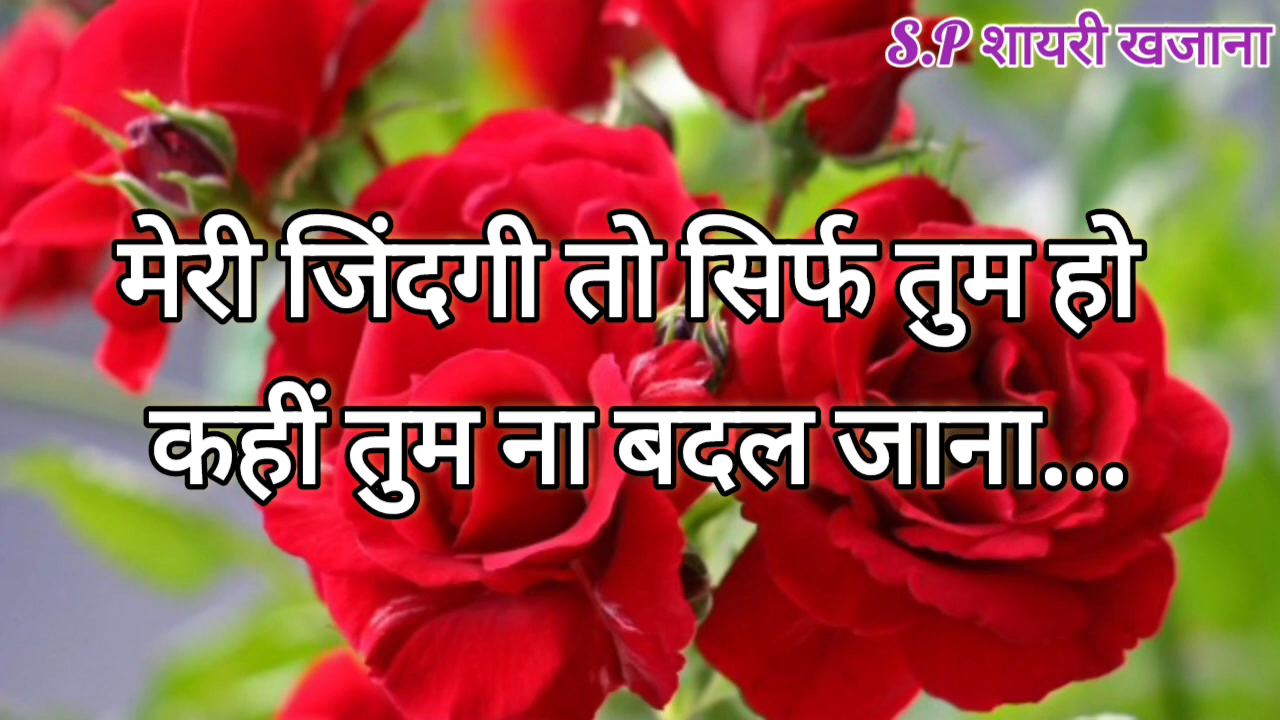 S.P शायरी खजाना
मेरी जिंदगी तो सिर्फ तुम हो
कहीं तुम ना बदल जाना...